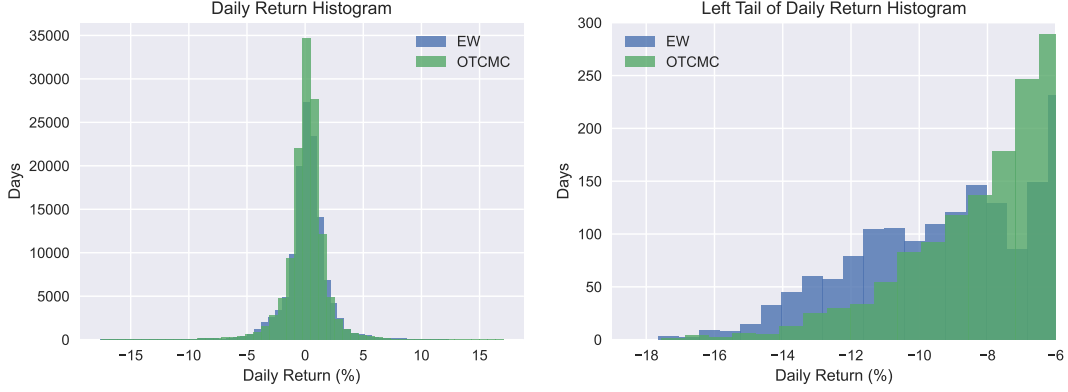 Daily Return Histogram
EW
OTCMC
35000
30000
25000
20000
15000
10000
5000
0
Days
−15
−10
−5
0
5
10
15
Daily Return (%)
Left Tail of Daily Return Histogram
EW
OTCMC
300
250
200
150
100
50
0
Days
−18
−16
−14
−12
−10
−8
−6
Daily Return (%)